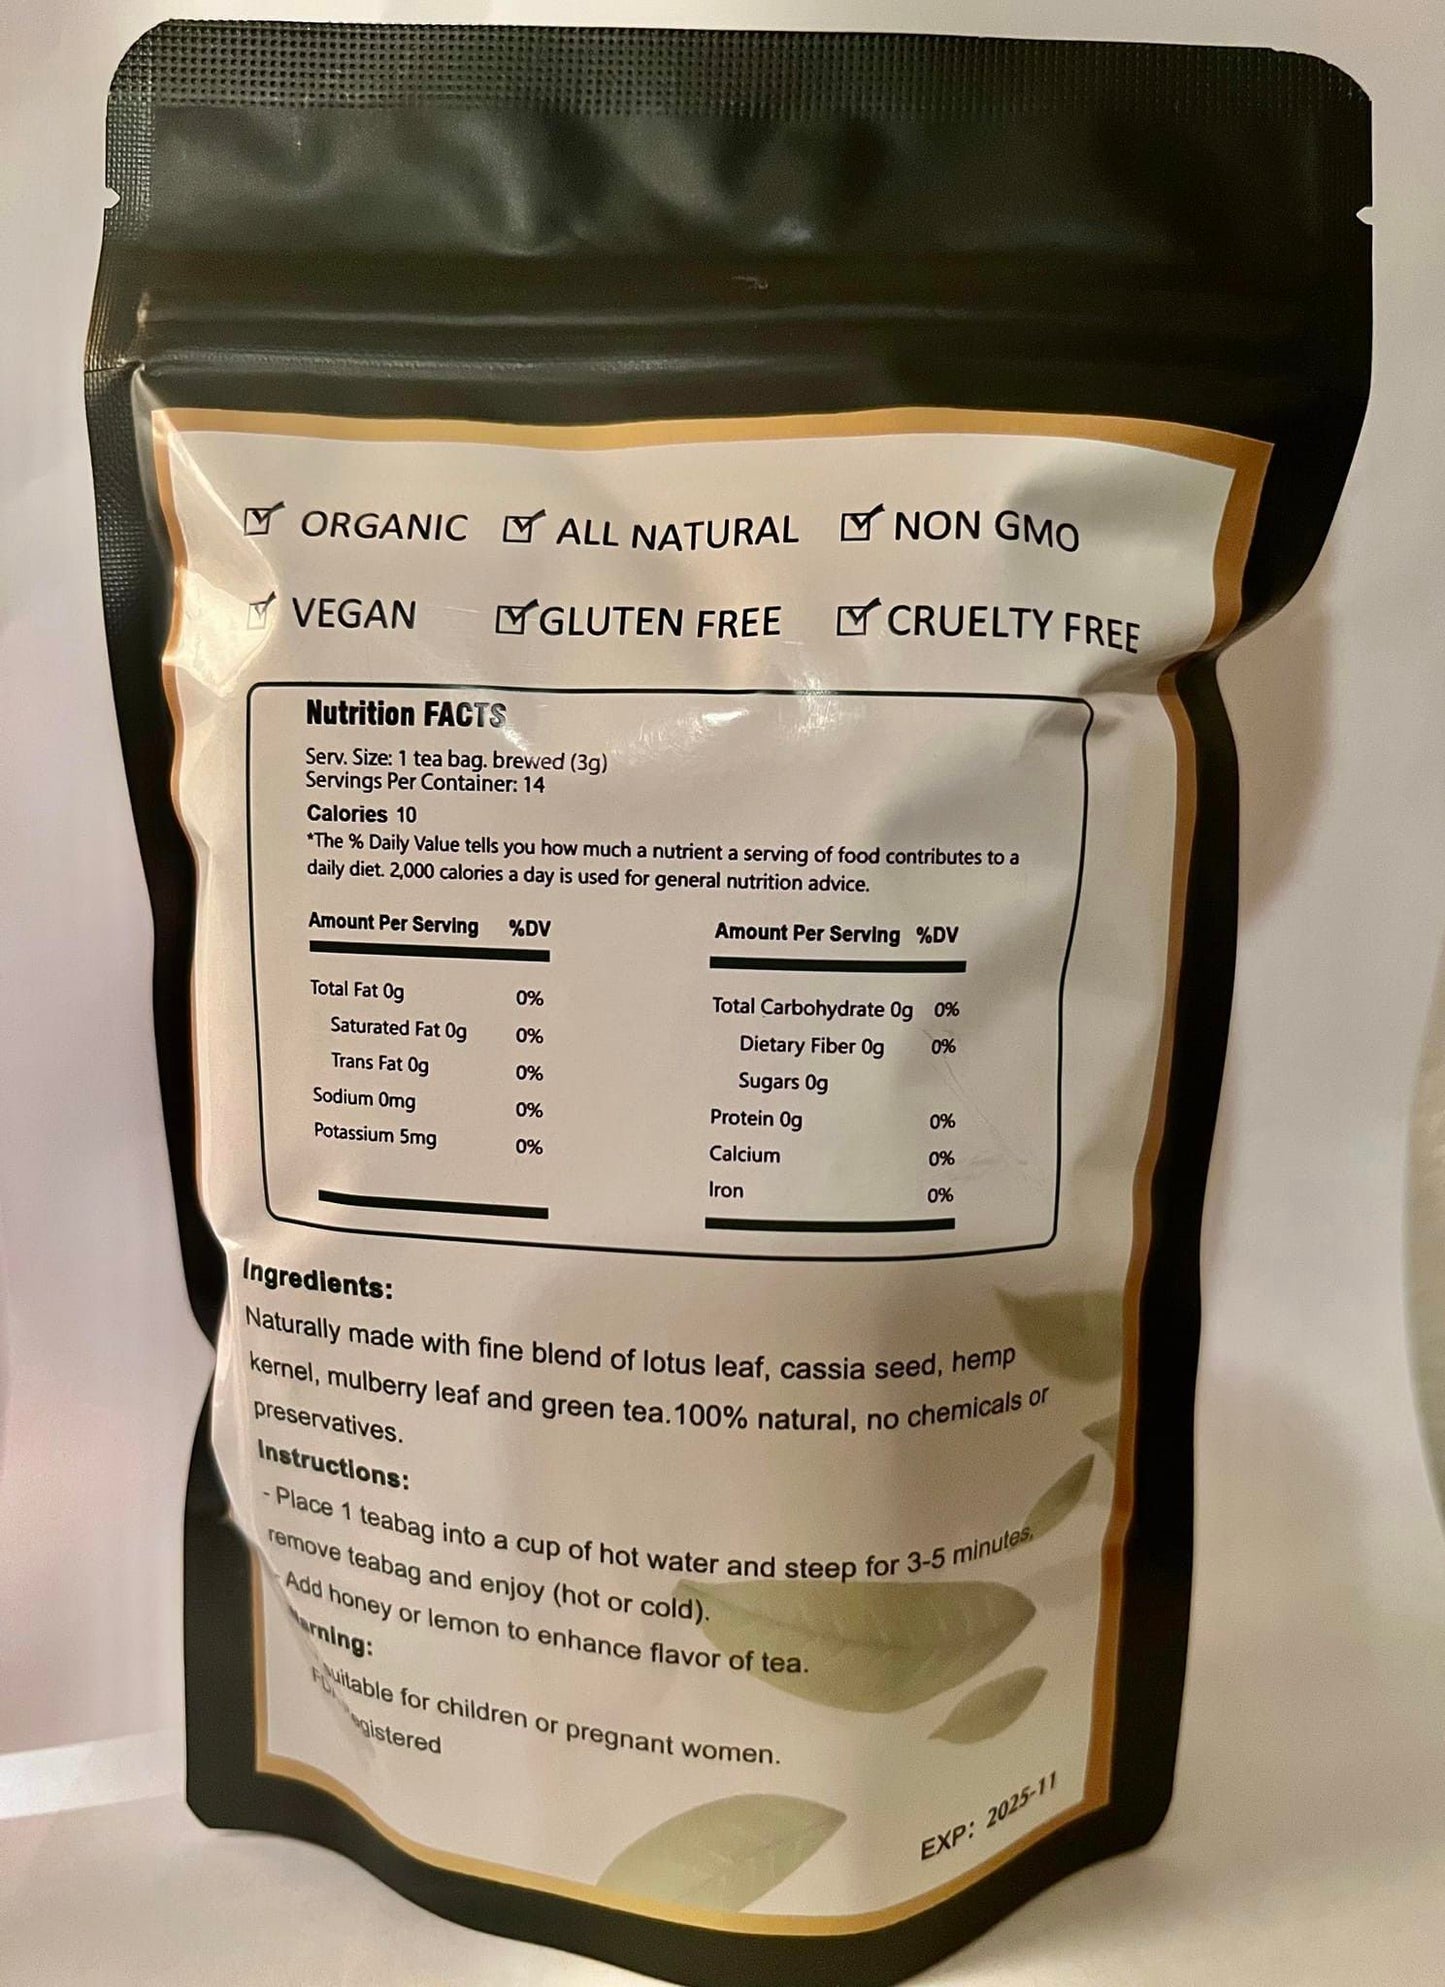 ORGANIC ALL NATURAL NON GMO
VEGAN GLUTEN FREE CRUELTY FREE
Nutrition FACTS
Serv. Size: 1 tea bag. brewed (3g)
Servings Per Container: 14
Calories 10
*The % Daily Value tells you how much a nutrient a serving of food contributes to a
daily diet. 2,000 calories a day is used for general nutrition advice.
Amount Per Serving %DV
Total Fat 0g 0%
Saturated Fat 0g 0%
Trans Fat 0g 0%
Sodium 0mg 0%
Potassium 5mg 0%
Amount Per Serving %DV
Total Carbohydrate 0g 0%
Dietary Fiber 0g 0%
Sugars 0g
Protein 0g 0%
Calcium 0%
Iron 0%
Ingredients:
Naturally made with fine blend of lotus leaf, cassia seed, hemp
kernel, mulberry leaf and green tea.100% natural, no chemicals or
preservatives.
Instructions:
- Place 1 teabag into a cup of hot water and steep for 3-5 minutes,
remove teabag and enjoy (hot or cold).
- Add honey or lemon to enhance flavor of tea.
for children or pregnant women.
EXP: 2025-11